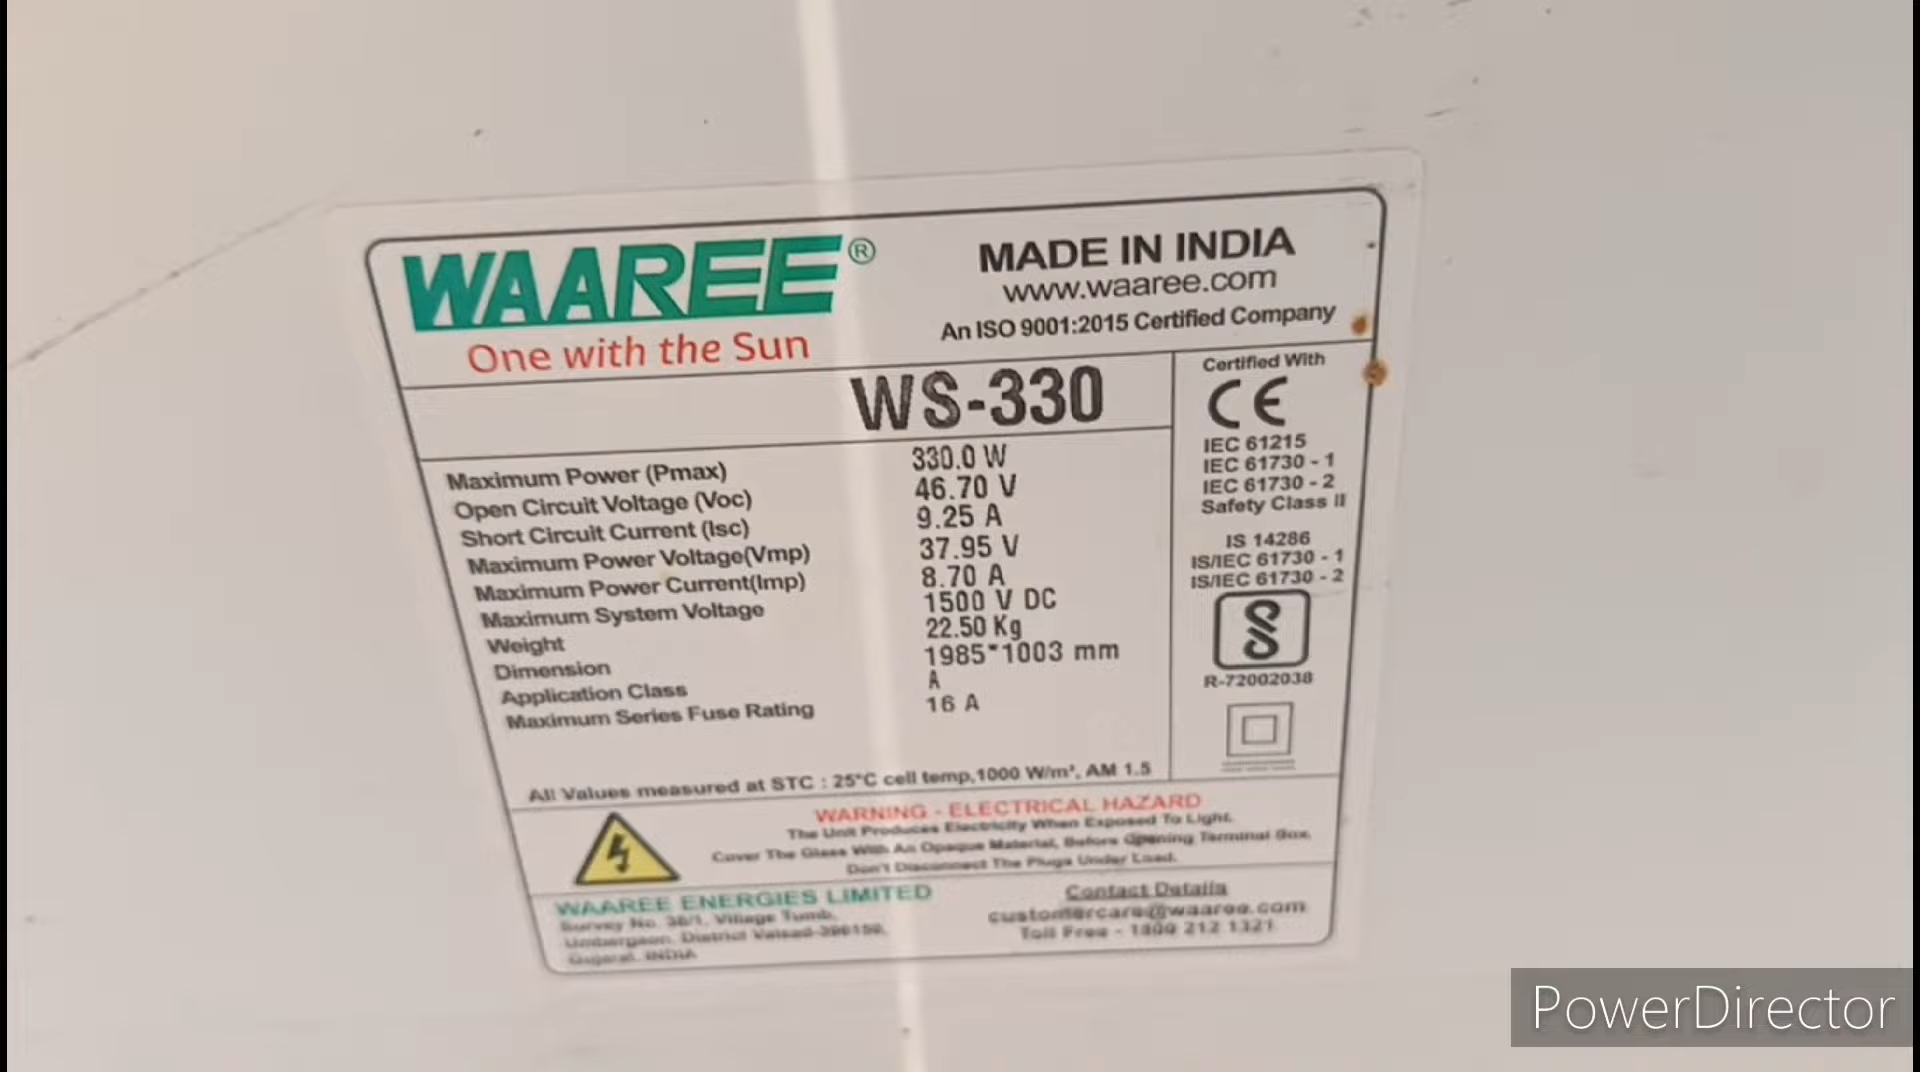 WAAREE®
One with the Sun
MADE IN INDIA
www.waaree.com
An ISO 9001:2015 Certified Company
WS-330
Maximum Power (Pmax) 330.0 W
Open Circuit Voltage (Voc) 46.70 V
Short Circuit Current (Isc) 9.25 A
Maximum Power Voltage(Vmp) 37.95 V
Maximum Power Current(Imp) 8.70 A
Maximum System Voltage 1500 V DC
Weight 22.50 Kg
Dimension 1985*1003 mm
Application Class A
Maximum Series Fuse Rating 16 A
All Values measured at STC : 25°C cell temp,1000 W/m², AM 1.5
Certified With
CE
IEC 61215
IEC 61730 - 1
IEC 61730 - 2
Safety Class II
IS 14286
IS/IEC 61730 - 1
IS/IEC 61730 - 2
R-72002038
WARNING - ELECTRICAL HAZARD
The Unit Produces Electricity When Exposed To Light.
Cover The Glass With An Opaque Material, Before Opening Terminal Box.
Don't Disconnect The Plugs Under Load.
WAAREE ENERGIES LIMITED
Survey No. Village Tumb,
Umbergaon, District Valsad-
Gujarat, INDIA
Contact Details
customercare@waaree.com
Toll Free - 1800 212 1321
PowerDirector